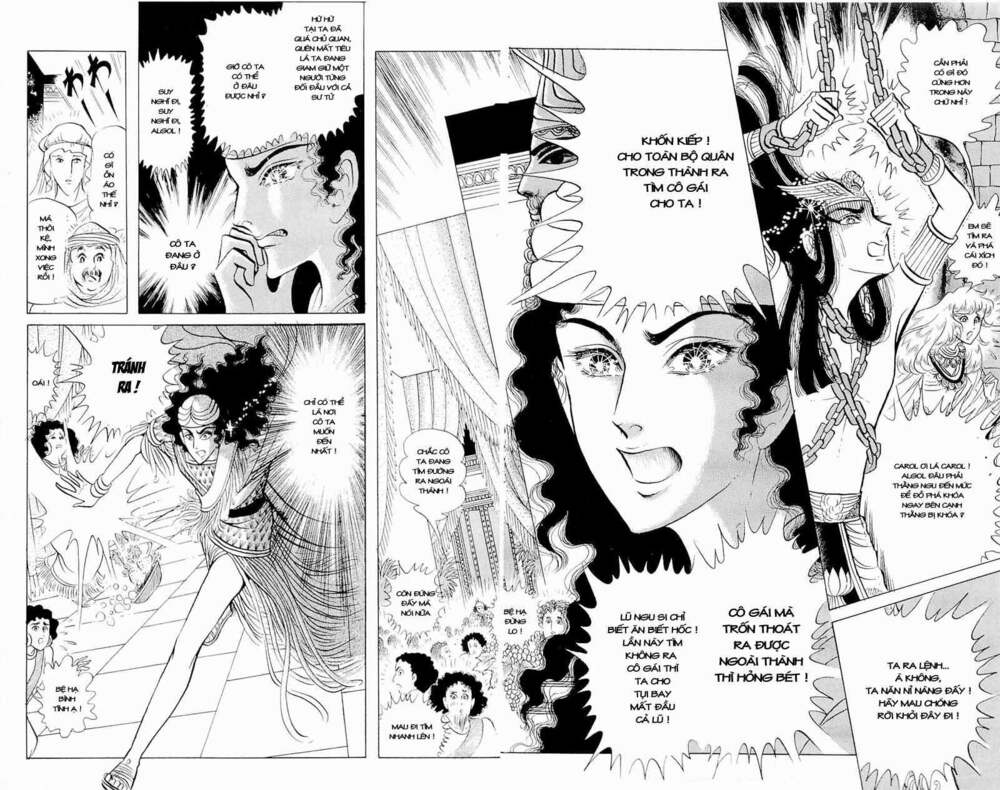 CẦN PHẢI
CÓ GÌ ĐÓ
CỨNG HƠN
TRONG NÀY
CHỨ NHỈ !
EM SẼ
TÌM RA
VÀ PHÁ
CÁI XÍCH
ĐÓ !
CAROL ƠI LÀ CAROL !
ALGOL ĐÂU PHẢI
THẰNG NGU ĐẾN MỨC
ĐỂ ĐỒ PHÁ KHÓA
NGAY BÊN CẠNH
THẰNG BỊ KHÓA ?
TA RA LỆNH...
À KHÔNG,
TA NĂN NỈ NÀNG ĐẤY !
HÃY MAU CHÓNG
RỜI KHỎI ĐÂY ĐI !
KHỐN KIẾP !
CHO TOÀN BỘ QUÂN
TRONG THÀNH RA
TÌM CÔ GÁI
CHO TA !
CÔ GÁI MÀ
TRỐN THOÁT
RA ĐƯỢC
NGOÀI THÀNH
THÌ HỎNG BÉT !
LŨ NGU SI CHỈ
BIẾT ĂN BIẾT HỐC !
LẦN NÀY TÌM
KHÔNG RA
CÔ GÁI THÌ
TA CHO
TỤI BAY
MẤT ĐẦU
CẢ LŨ !
BỆ HẠ
ĐỪNG
LO !
CHẮC CÔ
TA ĐANG
TÌM ĐƯỜNG
RA NGOÀI
THÀNH !
CÒN ĐỨNG
ĐẤY MÀ
NÓI NỮA
MAU ĐI TÌM
NHANH LÊN !
HỪ HỪ
TẠI TA ĐÃ
QUÁ CHỦ QUAN,
QUÊN MẤT TIÊU
LÀ TA ĐANG
GIAM GIỮ MỘT
NGƯỜI TỪNG
ĐỐI ĐẦU VỚI CẢ
SƯ TỬ
GIỜ CÔ TA
CÓ THỂ
Ở ĐÂU
ĐƯỢC NHỈ ?
SUY
NGHĨ ĐI,
SUY
NGHĨ ĐI,
ALGOL !
CÔ TA
ĐANG Ở
ĐÂU ?
わわ
CÓ
GÌ
ỒN
ÀO
THẾ
NHỈ ?
MÀ
THÔI
KỆ, MÌNH
XONG
VIỆC
RỒI !
CHỈ CÓ THỂ
LÀ NƠI
CÔ TA
MUỐN
ĐẾN
NHẤT !
TRÁNH
RA !
OÁI !
BỆ HẠ
BÌNH
TĨNH Ạ !